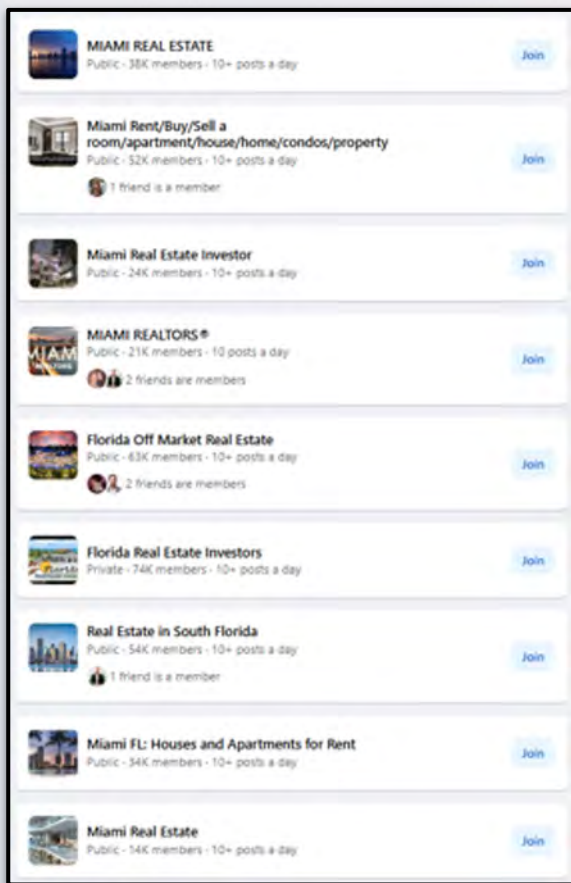 MIAMI REAL ESTATE
Public · 38K members · 10+ posts a day
Join
Miami Rent/Buy/Sell a
room/apartment/house/home/condos/property
Public · 52K members · 10+ posts a day
1 friend is a member
Join
Miami Real Estate Investor
Public · 24K members · 10+ posts a day
Join
MIAMI REALTORS®
Public · 21K members · 10 posts a day
2 friends are members
Join
MIAMI
Florida Off Market Real Estate
Public · 63K members · 10+ posts a day
2 friends are members
Join
Florida Real Estate Investors
Private · 74K members · 10+ posts a day
Join
Real Estate in South Florida
Public · 54K members · 10+ posts a day
1 friend is a member
Join
Miami FL: Houses and Apartments for Rent
Public · 34K members · 10+ posts a day
Join
Miami Real Estate
Public · 14K members · 10+ posts a day
Join